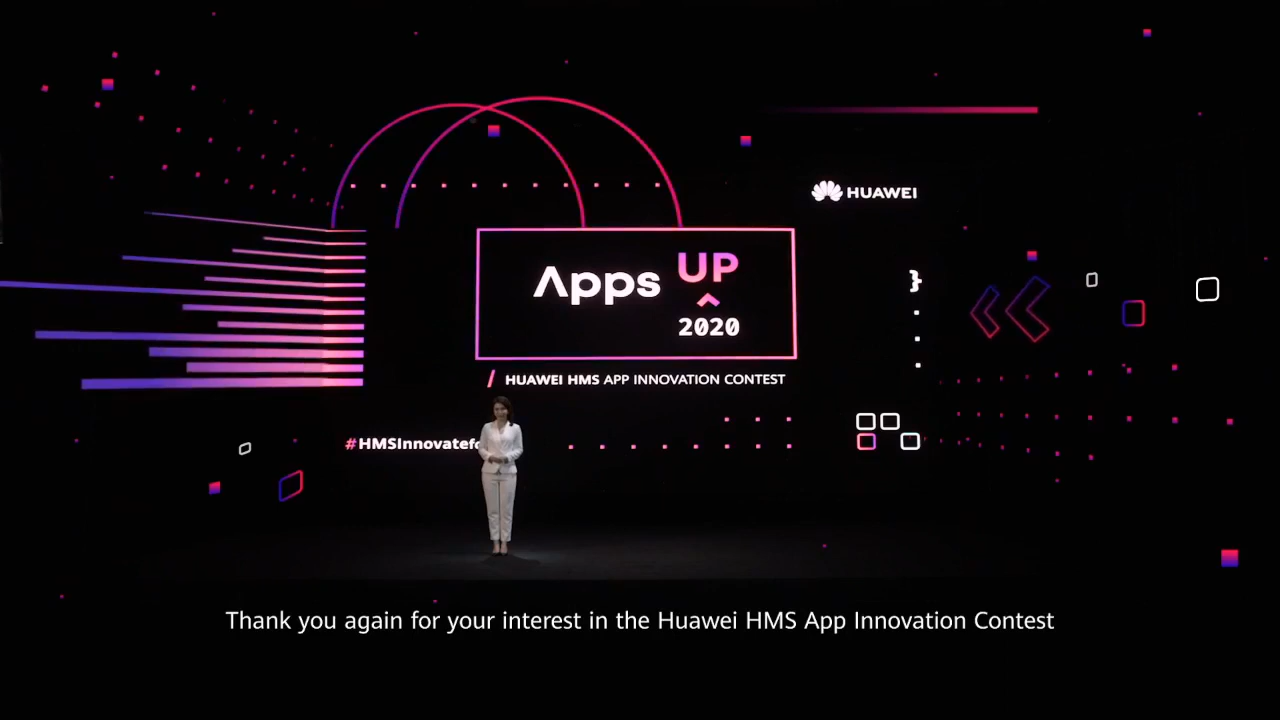 HUAWEI
Apps UP
2020
}
/ HUAWEI HMS APP INNOVATION CONTEST
#HMSInnovatefo
Thank you again for your interest in the Huawei HMS App Innovation Contest